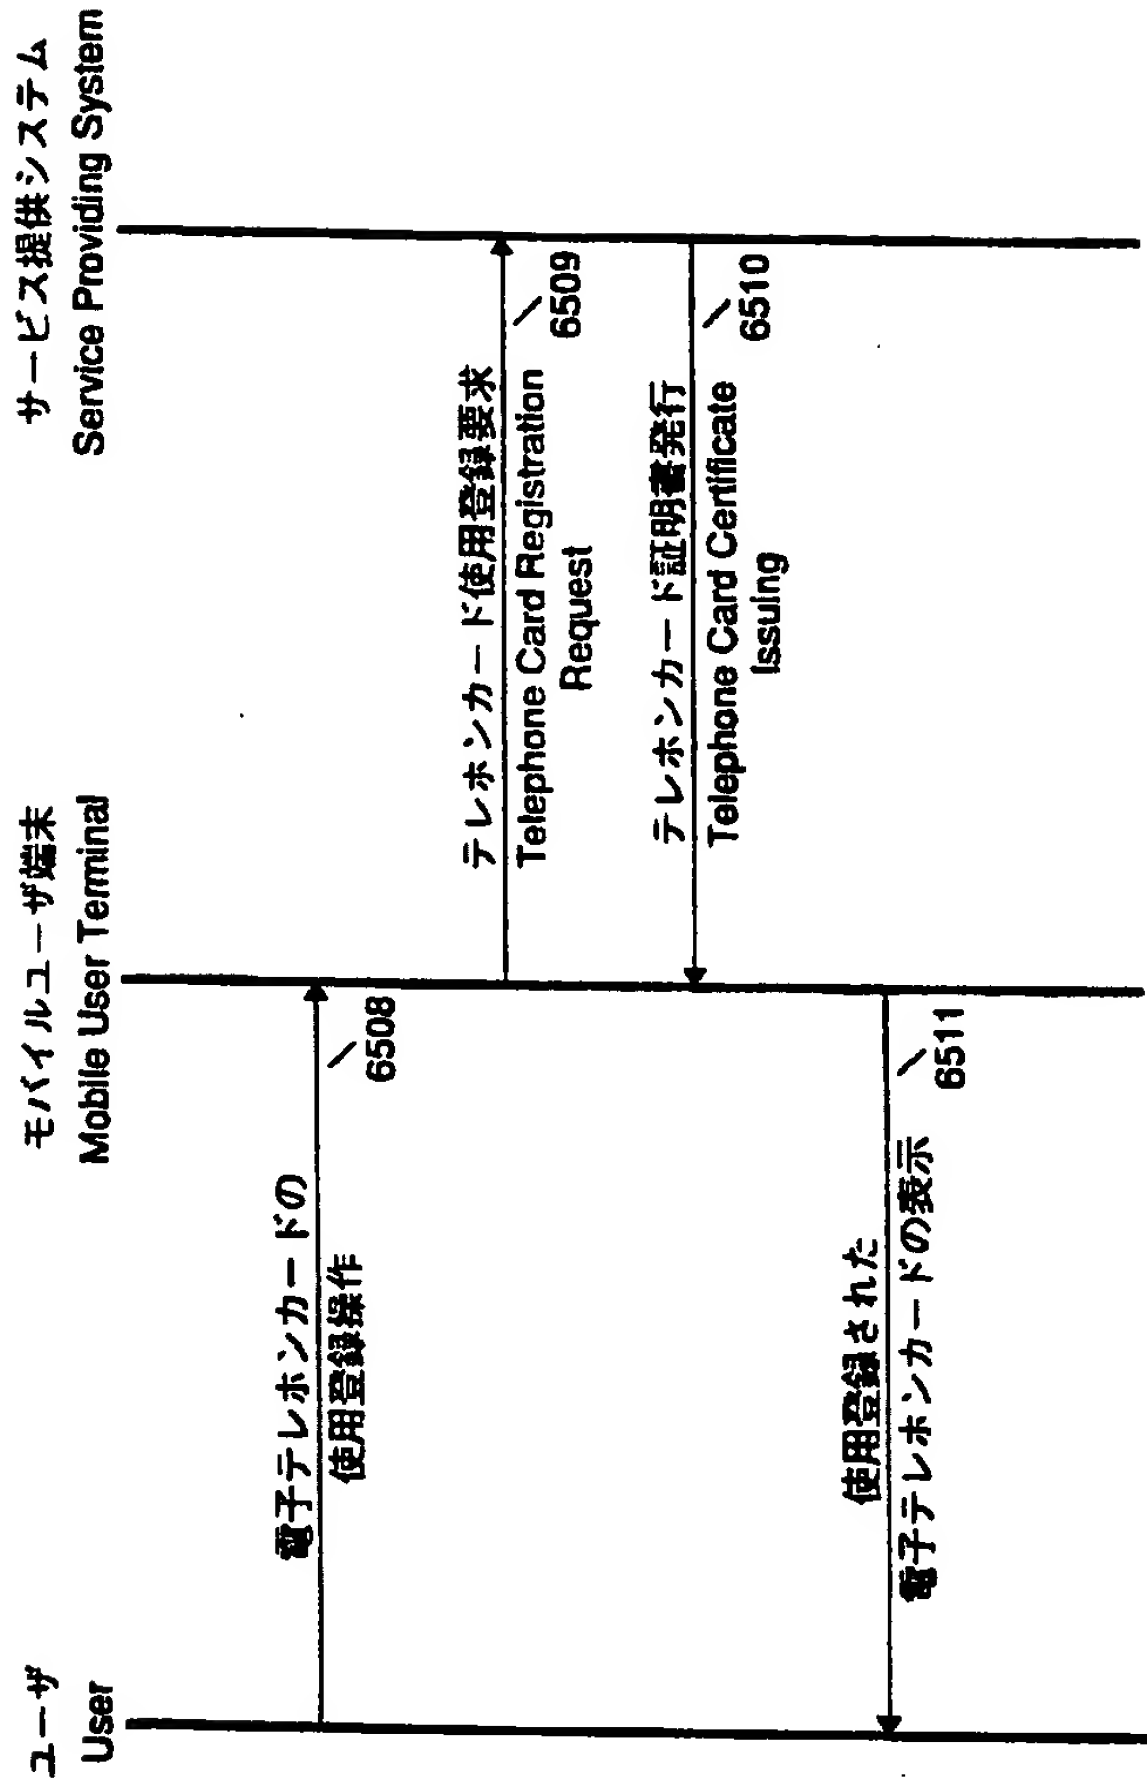 ユーザ
User
モバイルユーザ端末
Mobile User Terminal
サービス提供システム
Service Providing System
電子テレホンカードの
使用登録操作
6508
テレホンカード使用登録要求
Telephone Card Registration
Request
6509
テレホンカード証明書発行
Telephone Card Certificate
Issuing
6510
使用登録された
電子テレホンカードの表示
6511